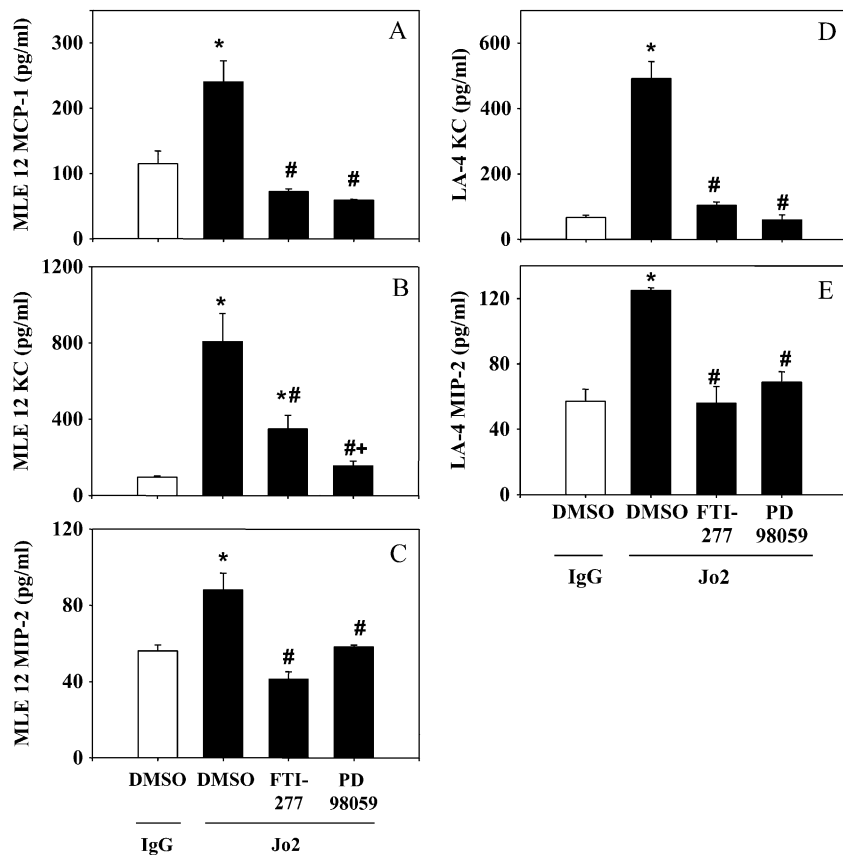 A
MLE 12 MCP-1 (pg/ml)
300
200
100
0
*
#
#
B
MLE 12 KC (pg/ml)
1200
800
400
0
*
*#
#+
C
MLE 12 MIP-2 (pg/ml)
120
80
40
0
*
#
#
DMSO DMSO FTI- PD
277 98059
IgG Jo2
D
LA-4 KC (pg/ml)
600
400
200
0
*
#
#
E
LA-4 MIP-2 (pg/ml)
120
80
40
0
*
#
#
DMSO DMSO FTI- PD
277 98059
IgG Jo2